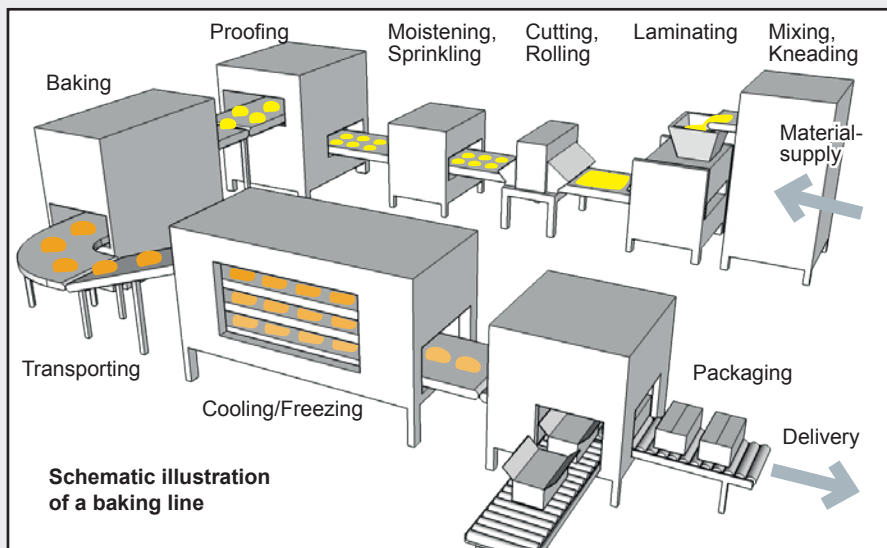 Proofing
Moistening,
Sprinkling
Cutting,
Rolling
Laminating
Mixing,
Kneading
Baking
Material-
supply
Transporting
Cooling/Freezing
Packaging
Delivery
Schematic illustration
of a baking line